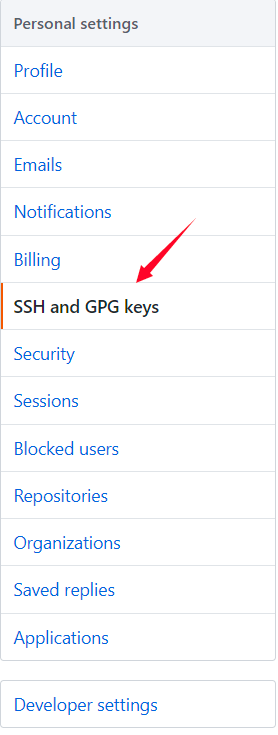 Personal settings
Profile
Account
Emails
Notifications
Billing
SSH and GPG keys
Security
Sessions
Blocked users
Repositories
Organizations
Saved replies
Applications
Developer settings